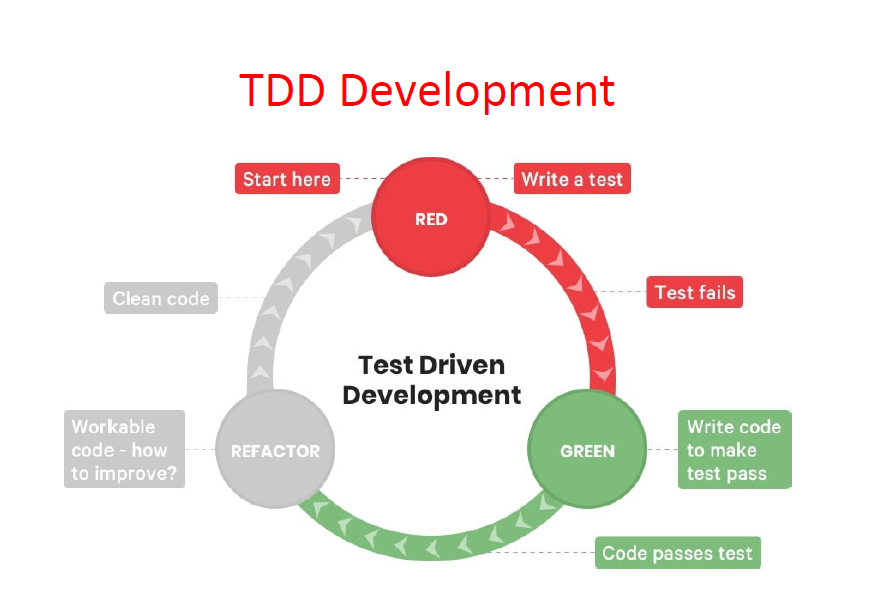 TDD Development
Start here
Write a test
RED
Clean code
Test fails
Test Driven
Development
Workable
code - how
to improve?
REFACTOR
GREEN
Write code
to make
test pass
Code passes test